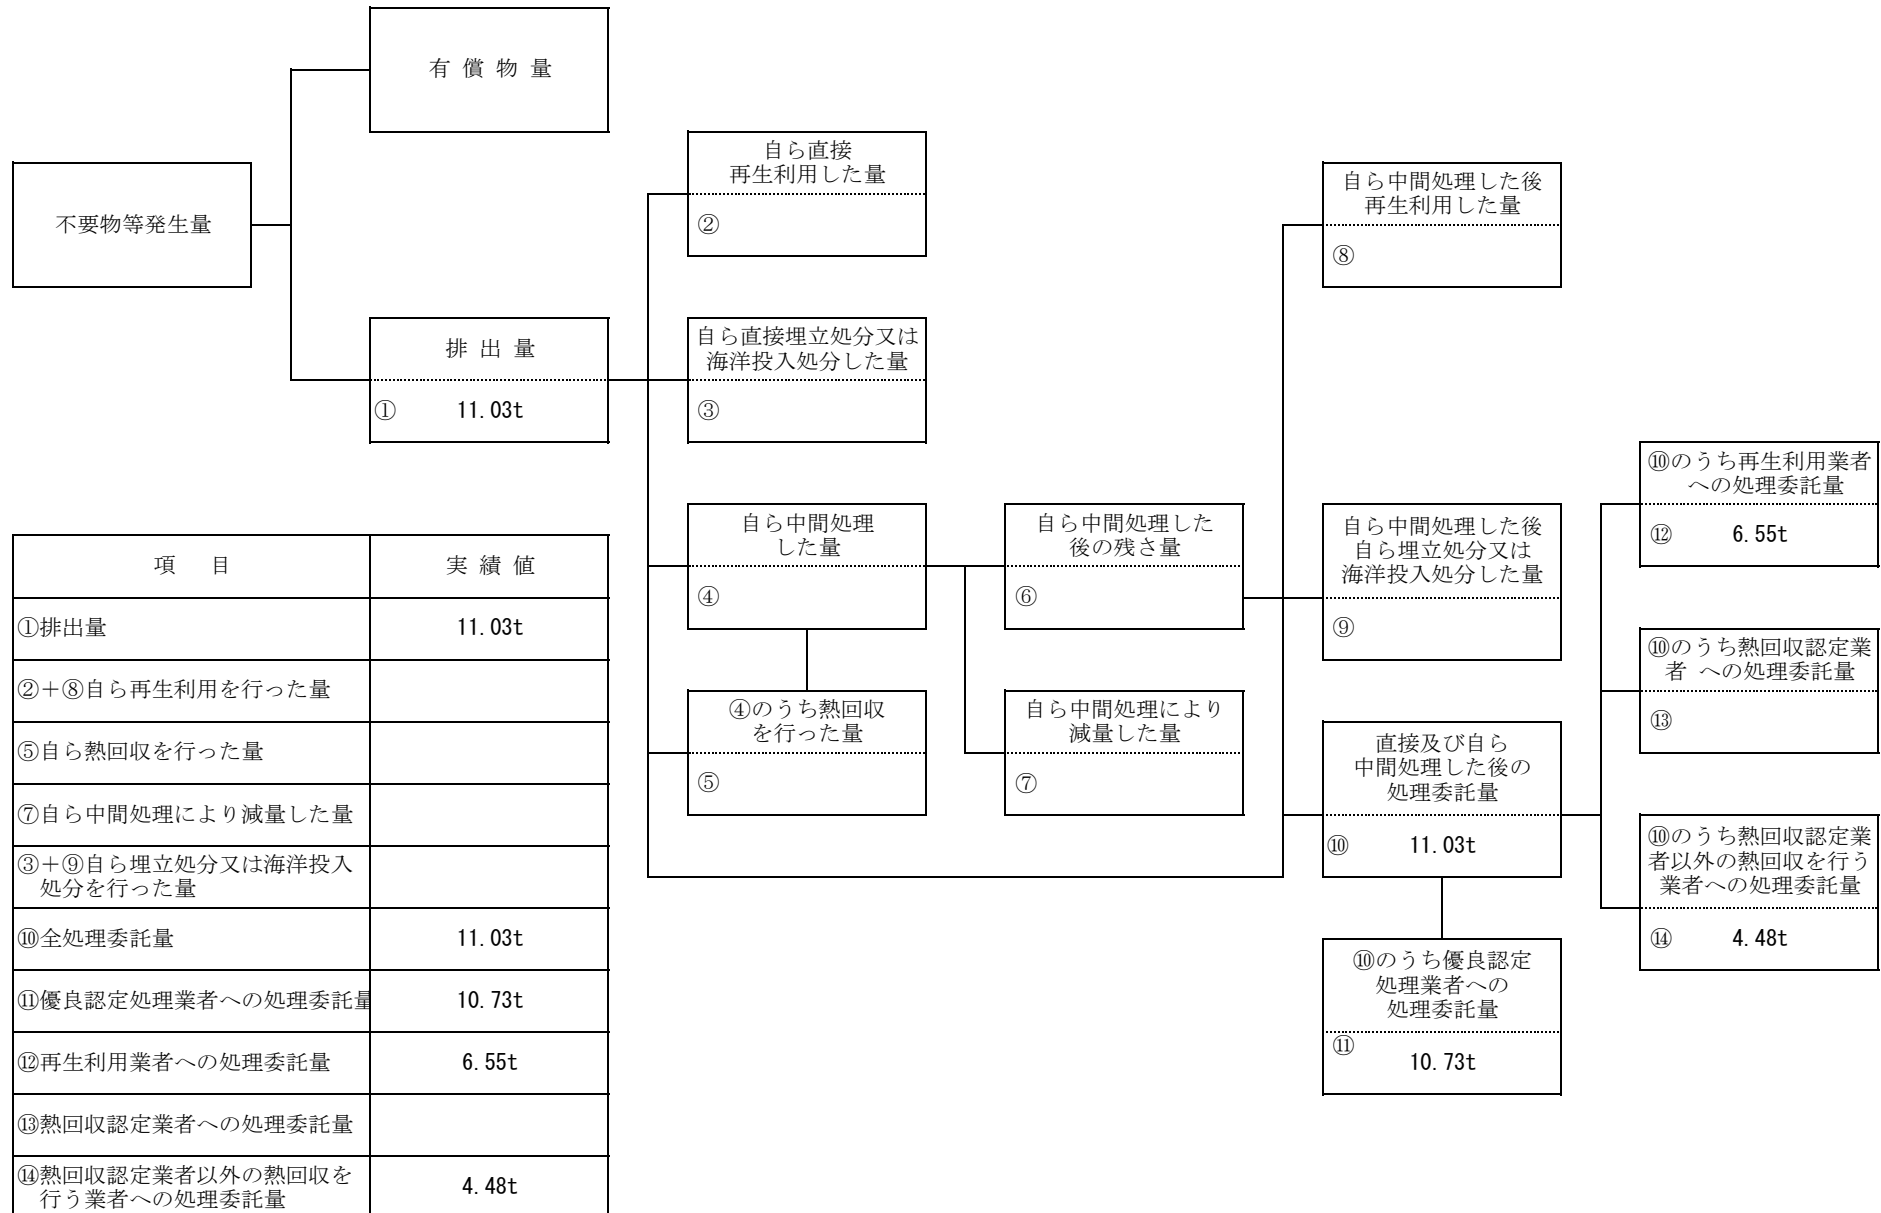 有 償 物 量
不要物等発生量
排 出 量
① 11.03t
自ら直接
再生利用した量
②
自ら直接埋立処分又は
海洋投入処分した量
③
自ら中間処理
した量
④
④のうち熱回収
を行った量
⑤
自ら中間処理した
後の残さ量
⑥
自ら中間処理により
減量した量
⑦
自ら中間処理した後
再生利用した量
⑧
自ら中間処理した後
自ら埋立処分又は
海洋投入処分した量
⑨
直接及び自ら
中間処理した後の
処理委託量
⑩ 11.03t
⑩のうち優良認定
処理業者への
処理委託量
⑪
10.73t
⑩のうち再生利用業者
への処理委託量
⑫ 6.55t
⑩のうち熱回収認定業
者 への処理委託量
⑬
⑩のうち熱回収認定業
者以外の熱回収を行う
業者への処理委託量
⑭ 4.48t
項 目 実 績 値
①排出量 11.03t
②＋⑧自ら再生利用を行った量
⑤自ら熱回収を行った量
⑦自ら中間処理により減量した量
③＋⑨自ら埋立処分又は海洋投入
処分を行った量
⑩全処理委託量 11.03t
⑪優良認定処理業者への処理委託量 10.73t
⑫再生利用業者への処理委託量 6.55t
⑬熱回収認定業者への処理委託量
⑭熱回収認定業者以外の熱回収を
行う業者への処理委託量 4.48t